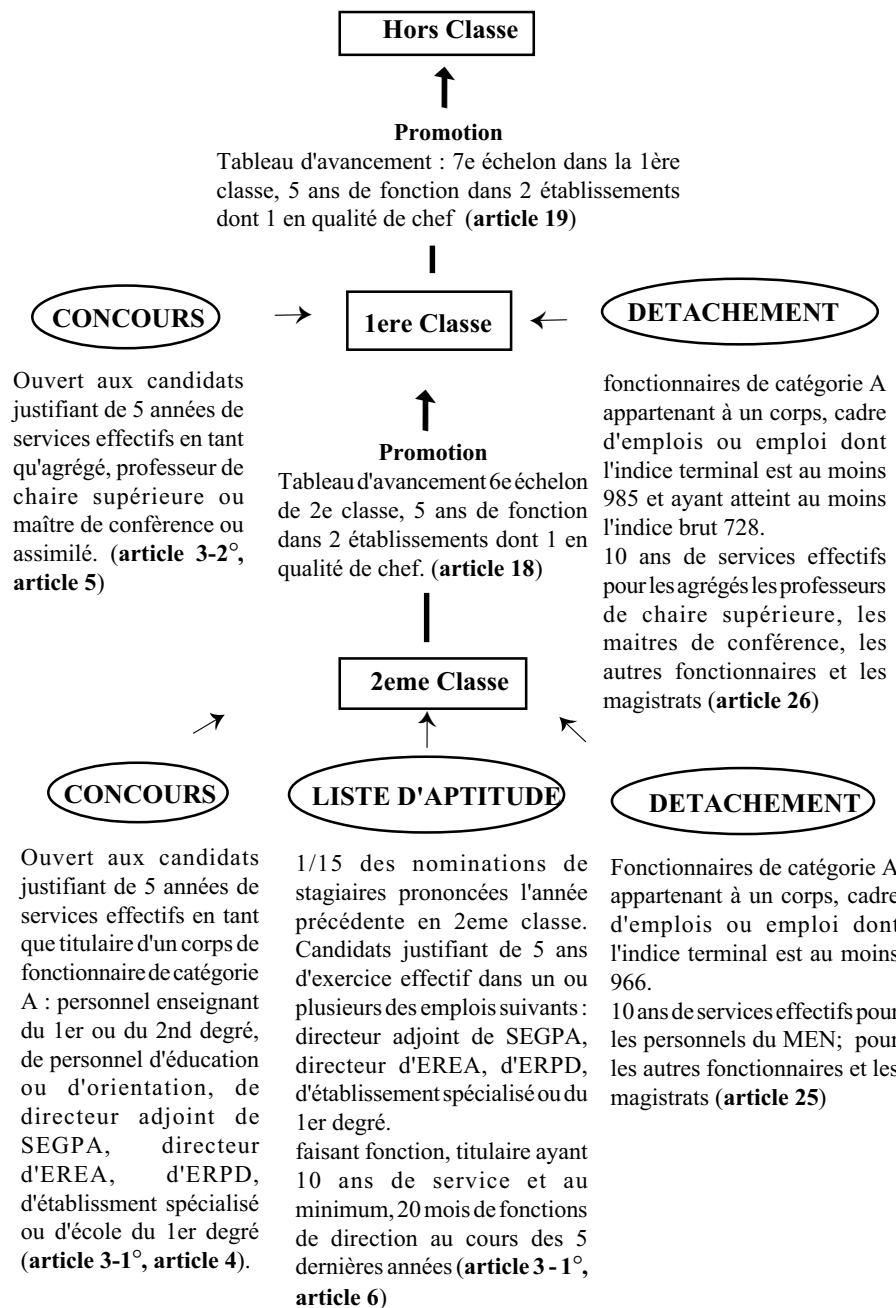 Hors Classe
Promotion
Tableau d'avancement : 7e échelon dans la 1ère
classe, 5 ans de fonction dans 2 établissements
dont 1 en qualité de chef (article 19)
CONCOURS
1ere Classe
DETACHEMENT
Ouvert aux candidats
justifiant de 5 années de
services effectifs en tant
qu'agrégé, professeur de
chaire supérieure ou
maître de confèrence ou
assimilé. (article 3-2°,
article 5)
Promotion
Tableau d'avancement 6e échelon
de 2e classe, 5 ans de fonction
dans 2 établissements dont 1 en
qualité de chef. (article 18)
fonctionnaires de catégorie A
appartenant à un corps, cadre
d'emplois ou emploi dont
l'indice terminal est au moins
985 et ayant atteint au moins
l'indice brut 728.
10 ans de services effectifs
pour les agrégés les professeurs
de chaire supérieure, les
maitres de conférence, les
autres fonctionnaires et les
magistrats (article 26)
2eme Classe
CONCOURS
LISTE D'APTITUDE
DETACHEMENT
Ouvert aux candidats
justifiant de 5 années de
services effectifs en tant
que titulaire d'un corps de
fonctionnaire de catégorie
A : personnel enseignant
du 1er ou du 2nd degré,
de personnel d'éducation
ou d'orientation, de
directeur adjoint de
SEGPA, directeur
d'EREA, d'ERPD,
d'établissment spécialisé
ou d'école du 1er degré
(article 3-1°, article 4).
1/15 des nominations de
stagiaires prononcées l'année
précédente en 2eme classe.
Candidats justifiant de 5 ans
d'exercice effectif dans un ou
plusieurs des emplois suivants :
directeur adjoint de SEGPA,
directeur d'EREA, d'ERPD,
d'établissement spécialisé ou du
1er degré.
faisant fonction, titulaire ayant
10 ans de service et au
minimum, 20 mois de fonctions
de direction au cours des 5
dernières années (article 3 - 1°,
article 6)
Fonctionnaires de catégorie A
appartenant à un corps, cadre
d'emplois ou emploi dont
l'indice terminal est au moins
966.
10 ans de services effectifs pour
les personnels du MEN; pour
les autres fonctionnaires et les
magistrats (article 25)